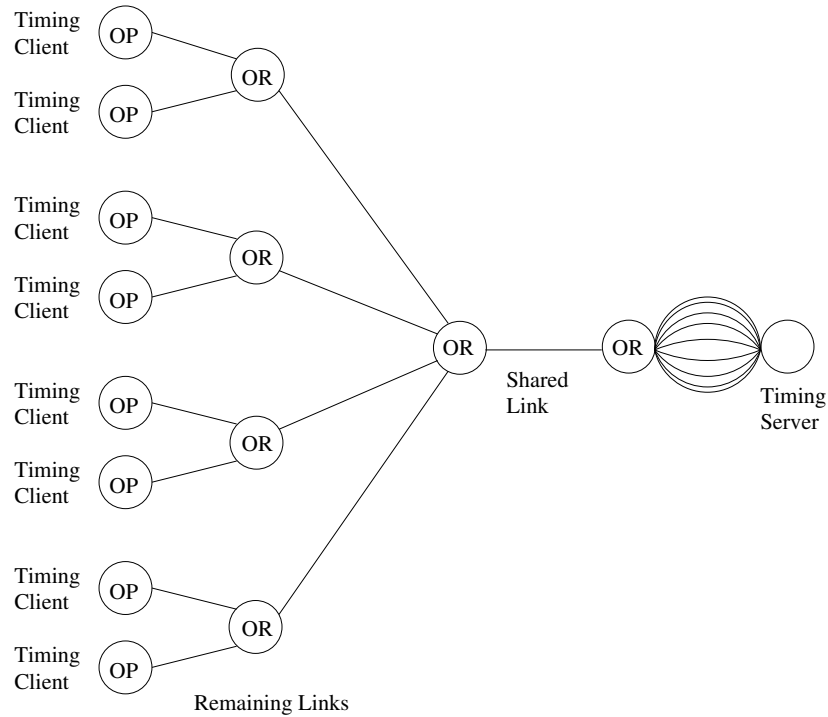 Timing
Client
OP
OR
Timing
Client
OP
Timing
Client
OP
OR
Timing
Client
OP
OR
OR
Shared
Link
Timing
Server
Timing
Client
OP
OR
Timing
Client
OP
Timing
Client
OP
OR
Timing
Client
OP
Remaining Links